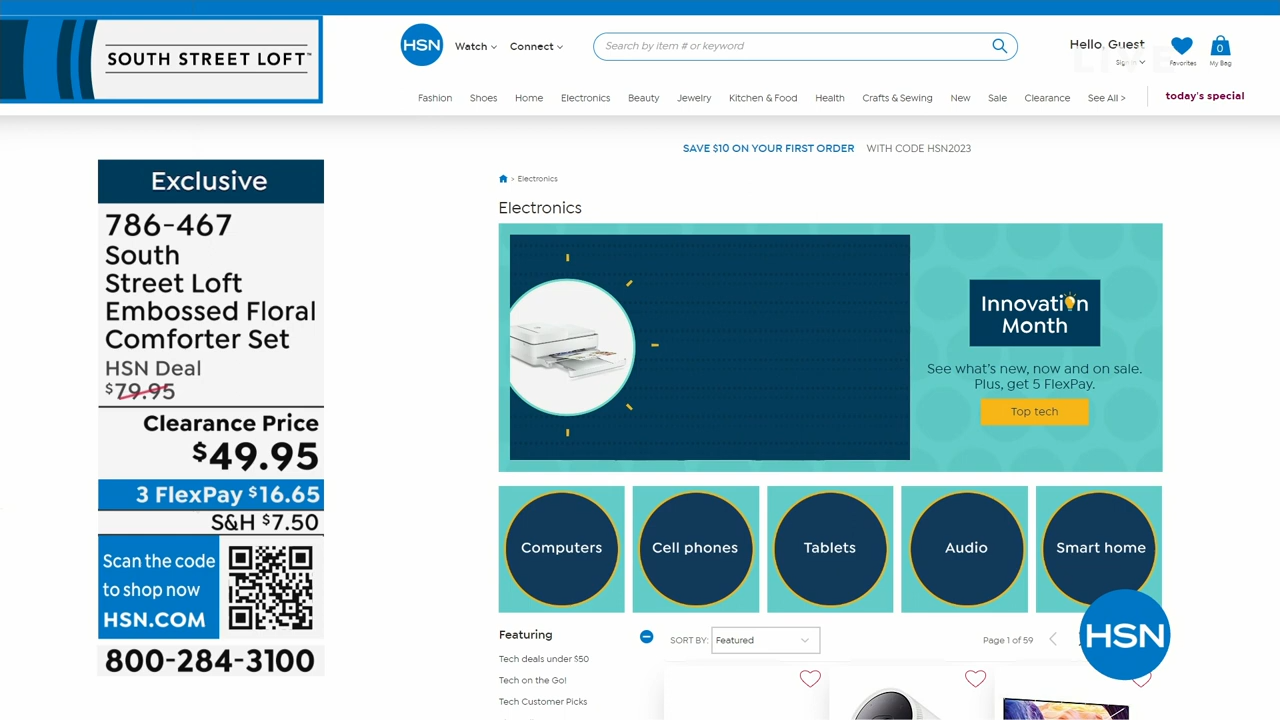 SOUTH STREET LOFT™
HSN
Watch
Connect
Search by item # or keyword
Hello, Guest
Sign In
LIVE
Favorites
0
My Bag
Fashion
Shoes
Home
Electronics
Beauty
Jewelry
Kitchen & Food
Health
Crafts & Sewing
New
Sale
Clearance
See All >
today's special
SAVE $10 ON YOUR FIRST ORDER WITH CODE HSN2023
> Electronics
Electronics
Exclusive
786-467
South
Street Loft
Embossed Floral
Comforter Set
HSN Deal
$79.95
Clearance Price
$49.95
3 FlexPay $16.65
S&H $7.50
Scan the code
to shop now
HSN.COM
800-284-3100
Innovation
Month
See what's new, now and on sale.
Plus, get 5 FlexPay.
Top tech
Computers
Cell phones
Tablets
Audio
Smart home
Featuring
Tech deals under $50
Tech on the Go!
Tech Customer Picks
SORT BY: Featured
Page 1 of 59
HSN